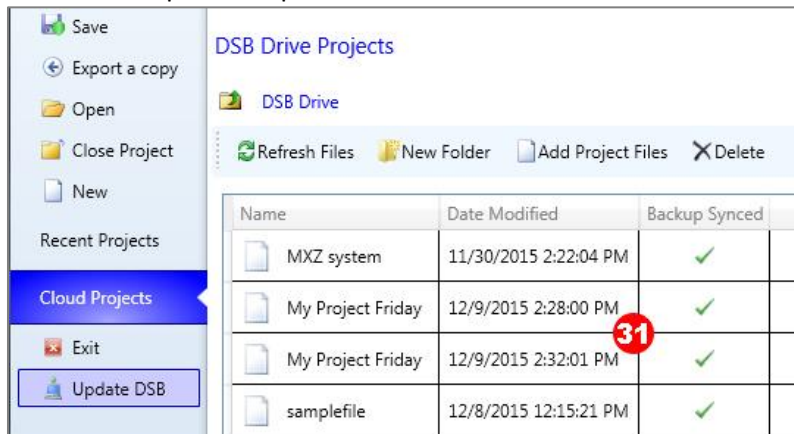 Save
Export a copy
Open
Close Project
New
Recent Projects
Cloud Projects
Exit
Update DSB
DSB Drive Projects
DSB Drive
Refresh Files New Folder Add Project Files Delete
Name Date Modified Backup Synced
MXZ system 11/30/2015 2:22:04 PM
My Project Friday 12/9/2015 2:28:00 PM
31
My Project Friday 12/9/2015 2:32:01 PM
samplefile 12/8/2015 12:15:21 PM